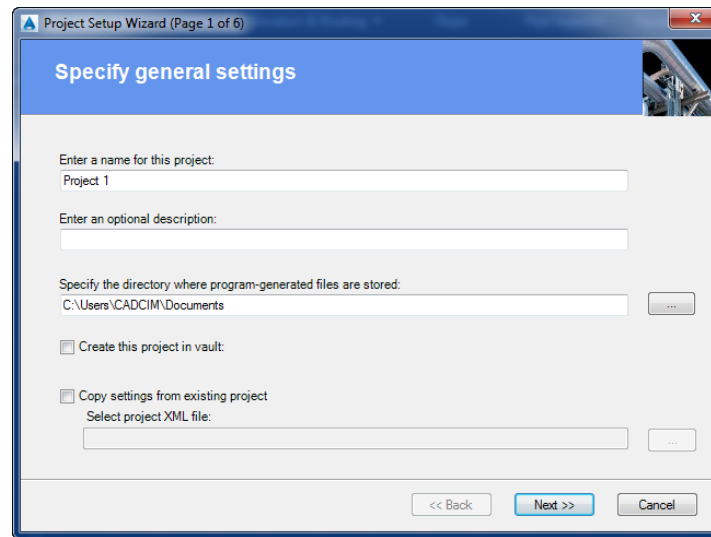 Project Setup Wizard (Page 1 of 6)
Specify general settings
Enter a name for this project:
Project 1
Enter an optional description:
Specify the directory where program-generated files are stored:
C:\Users\CADCIM\Documents
...
Create this project in vault:
Copy settings from existing project
Select project XML file:
...
<< Back Next >> Cancel